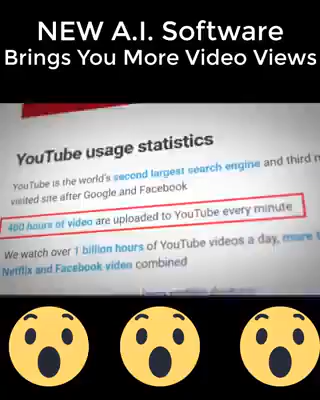 NEW A.I. Software
Brings You More Video Views
YouTube usage statistics
YouTube is the world's second largest search engine and third
visited site after Google and Facebook
400 hours of video are uploaded to YouTube every minute
We watch over 1 billion hours of YouTube videos a day, more
Netflix and Facebook video combined